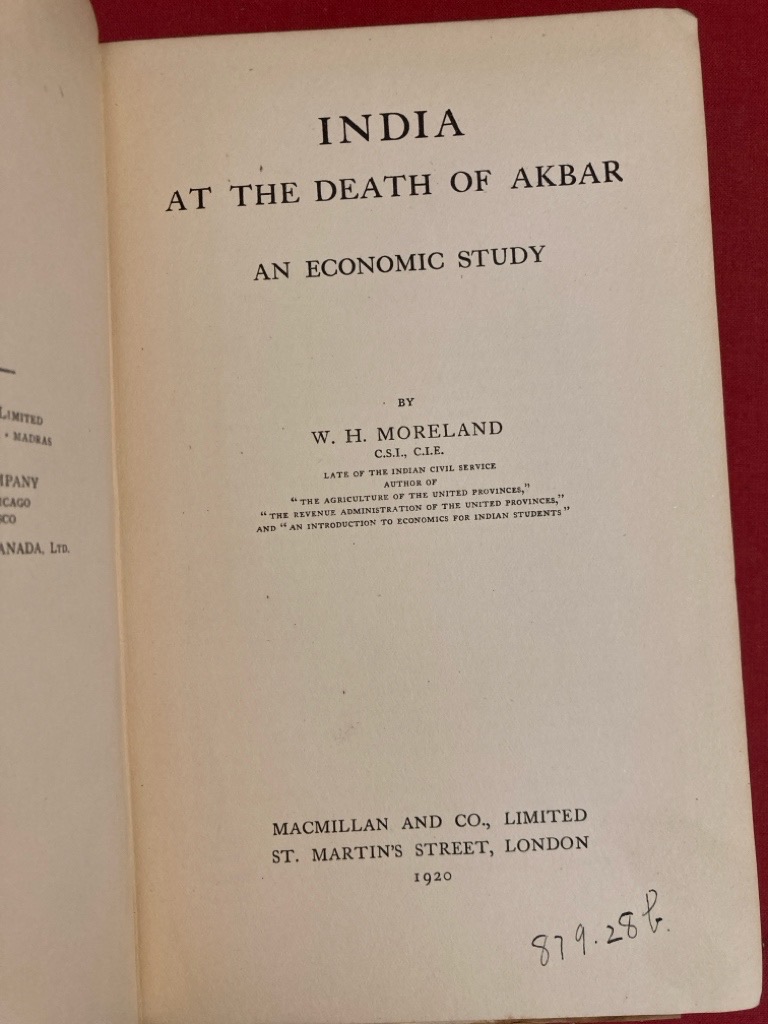 LIMITED
• MADRAS
MPANY
ICAGO
SCO
ANADA, LTD.
INDIA
AT THE DEATH OF AKBAR
AN ECONOMIC STUDY
BY
W. H. MORELAND
C.S.I., C.I.E.
LATE OF THE INDIAN CIVIL SERVICE
AUTHOR OF
"THE AGRICULTURE OF THE UNITED PROVINCES,"
"THE REVENUE ADMINISTRATION OF THE UNITED PROVINCES,"
AND "AN INTRODUCTION TO ECONOMICS FOR INDIAN STUDENTS"
MACMILLAN AND CO., LIMITED
ST. MARTIN'S STREET, LONDON
1920
879.28b.